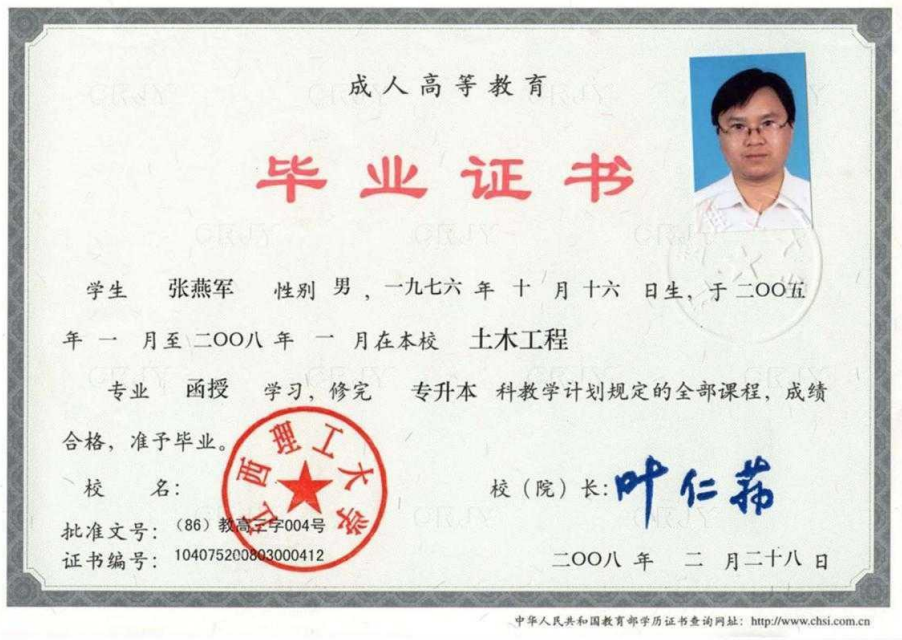 成人高等教育
毕业证书
学生 张燕军 性别 男 ，一九七六 年 十 月 十六 日生，于 二〇〇五
年 一 月至 二〇〇八 年 一 月在本校 土木工程
专业 函授 学习，修完 专升本 科教学计划规定的全部课程，成绩
合格，准予毕业。
江西理工大学
校 名： 校（院）长：叶仁荪
批准文号：（86）教高三字004号
证书编号：104075200803000412 二〇〇八 年 二 月二十八日
中华人民共和国教育部学历证书查询网址：http://www.chsi.com.cn